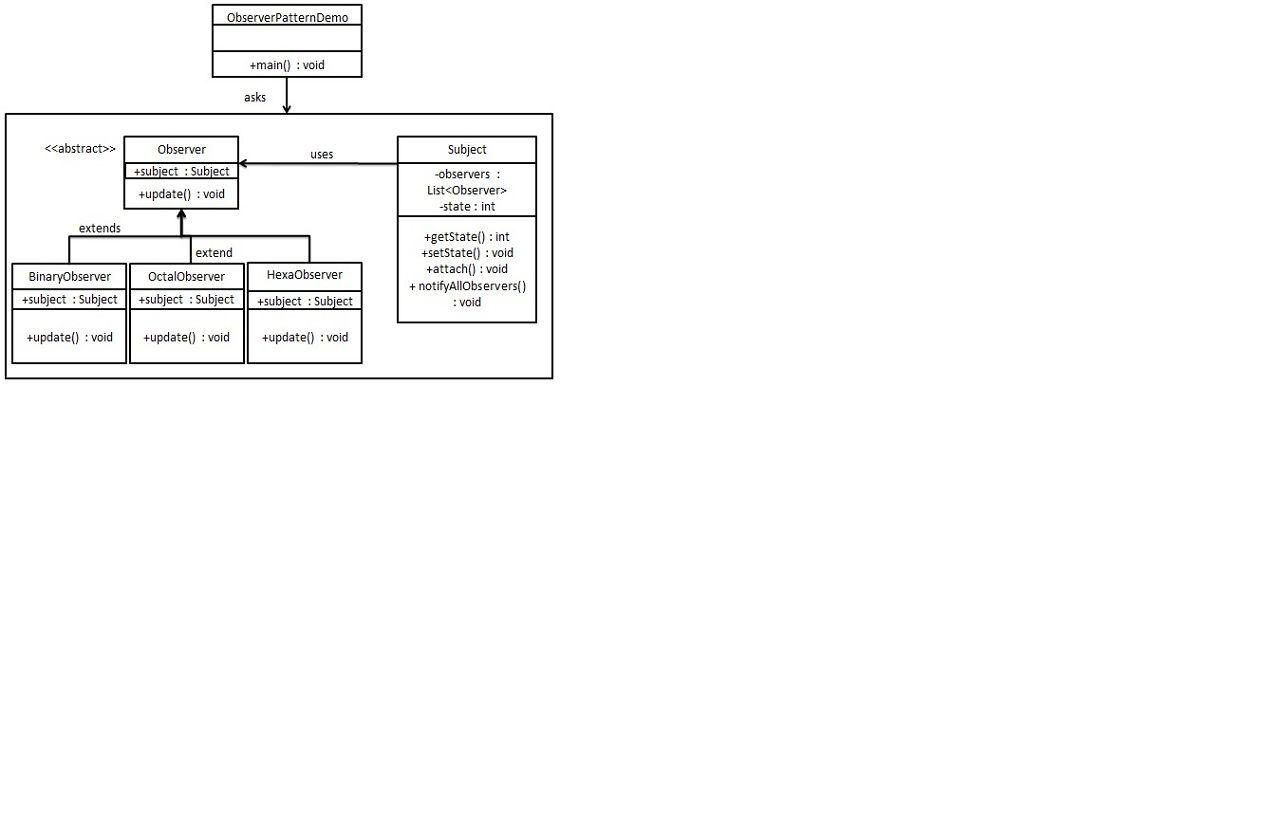 ObserverPatternDemo
+main() : void
asks
<<abstract>>
Observer
+subject : Subject
+update() : void
uses
Subject
-observers :
List<Observer>
-state : int
+getState() : int
+setState() : void
+attach() : void
+ notifyAllObservers()
: void
extends
extend
BinaryObserver
+subject : Subject
+update() : void
OctalObserver
+subject : Subject
+update() : void
HexaObserver
+subject : Subject
+update() : void